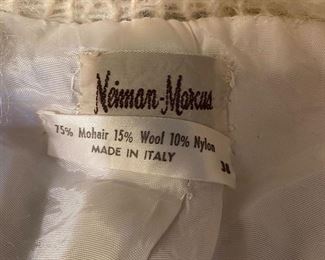 Neiman-Marcus
75% Mohair 15% Wool 10% Nylon
MADE IN ITALY
38